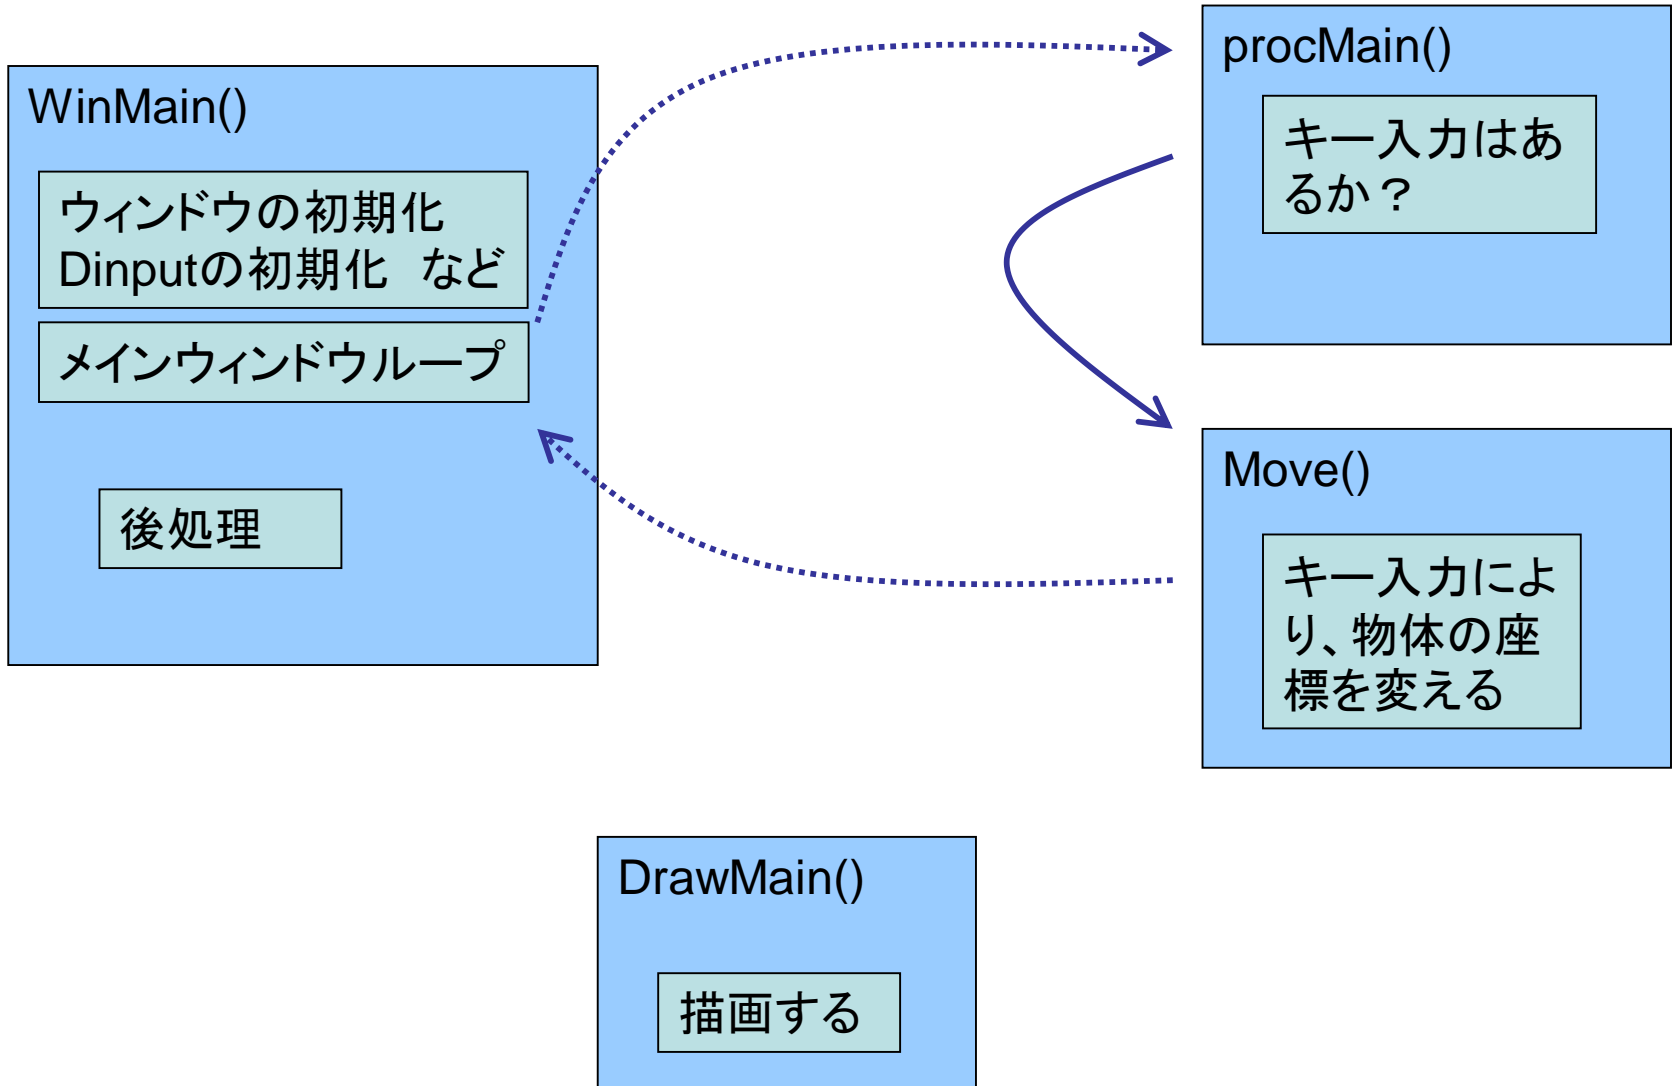 WinMain()
ウィンドウの初期化
Dinputの初期化　など
メインウィンドウループ
後処理
procMain()
キー入力はあ
るか？
Move()
キー入力によ
り、物体の座
標を変える
DrawMain()
描画する